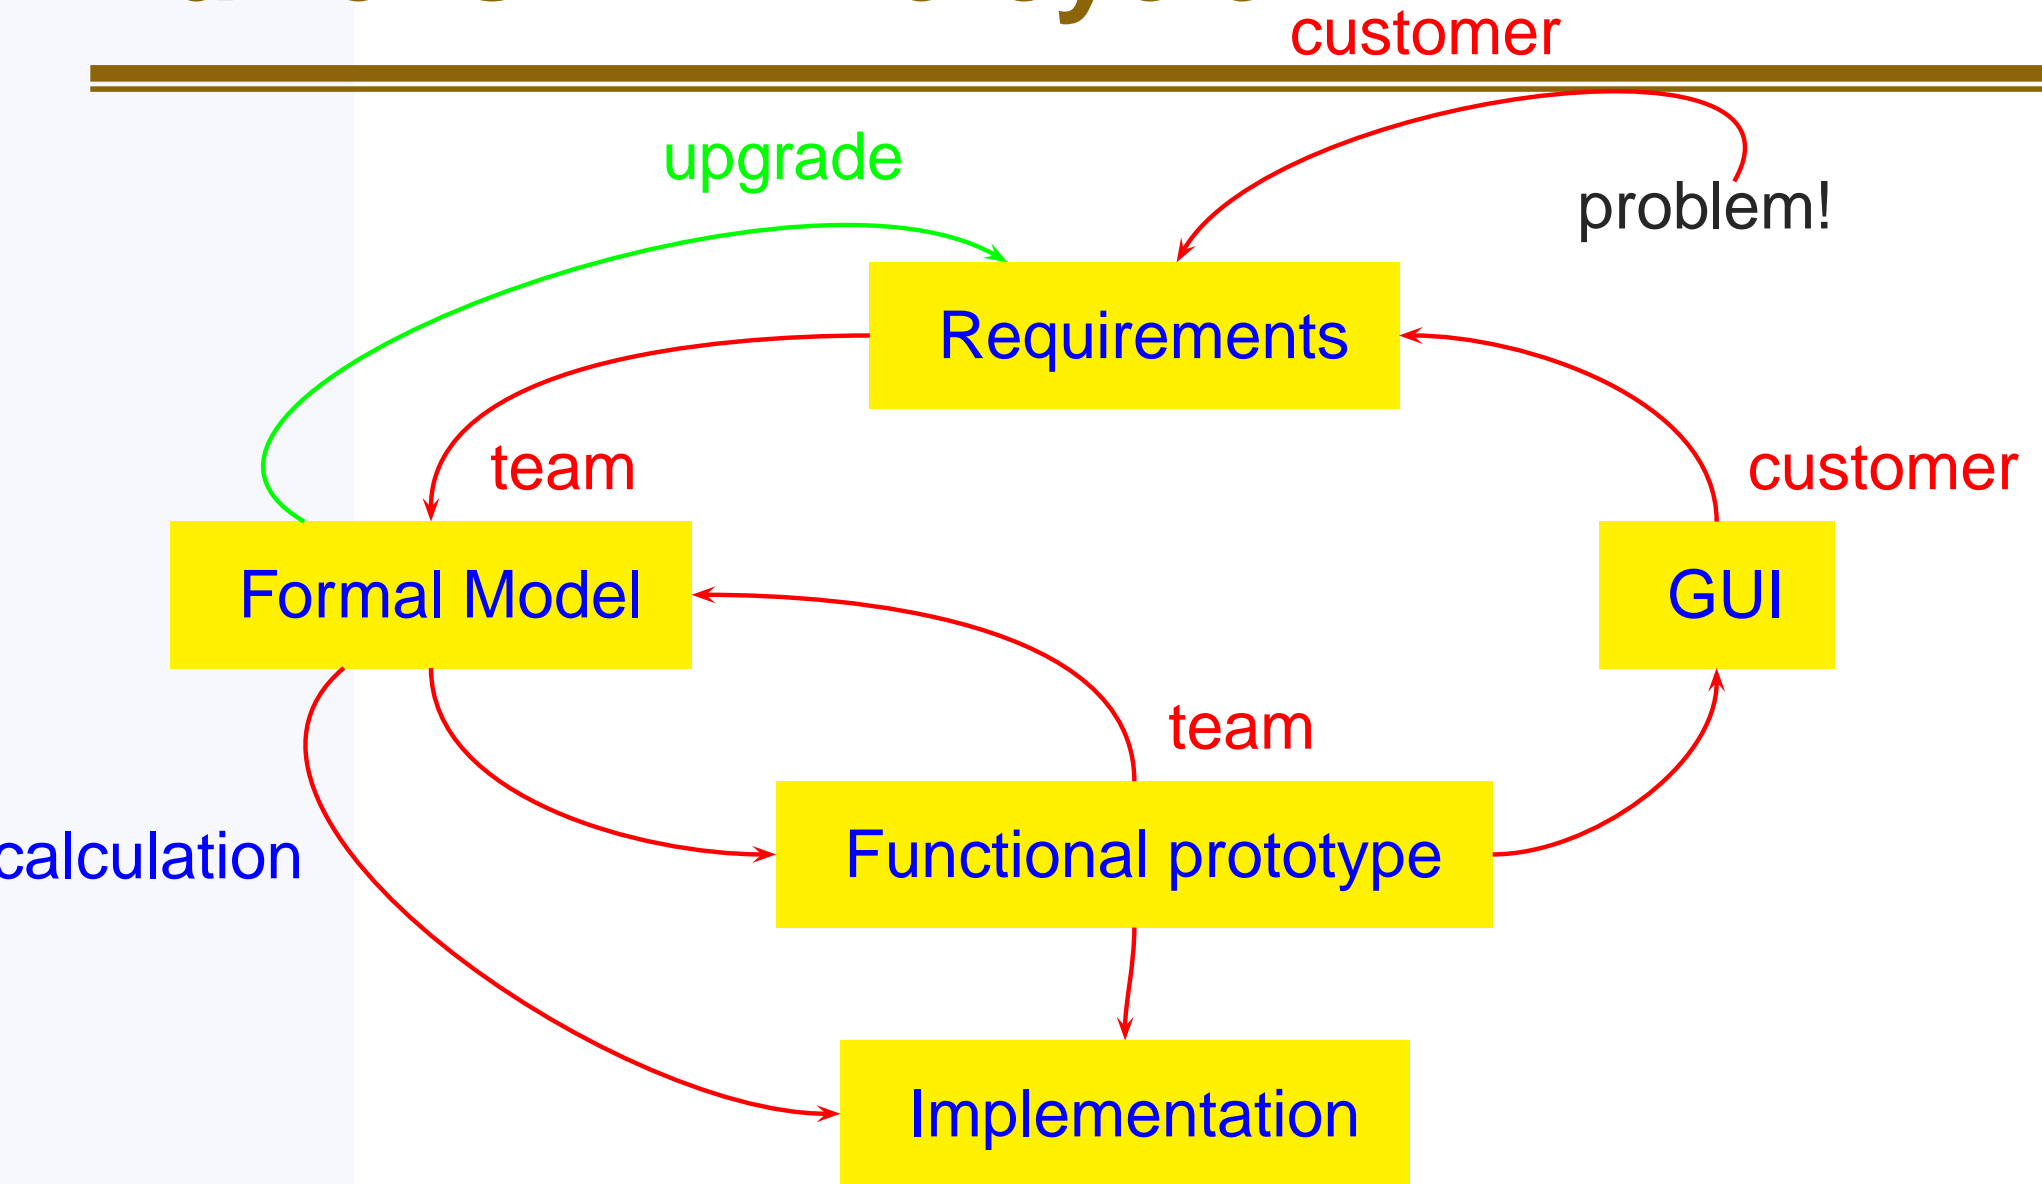 customer
upgrade
problem!
Requirements
team
customer
Formal Model
GUI
team
calculation
Functional prototype
Implementation